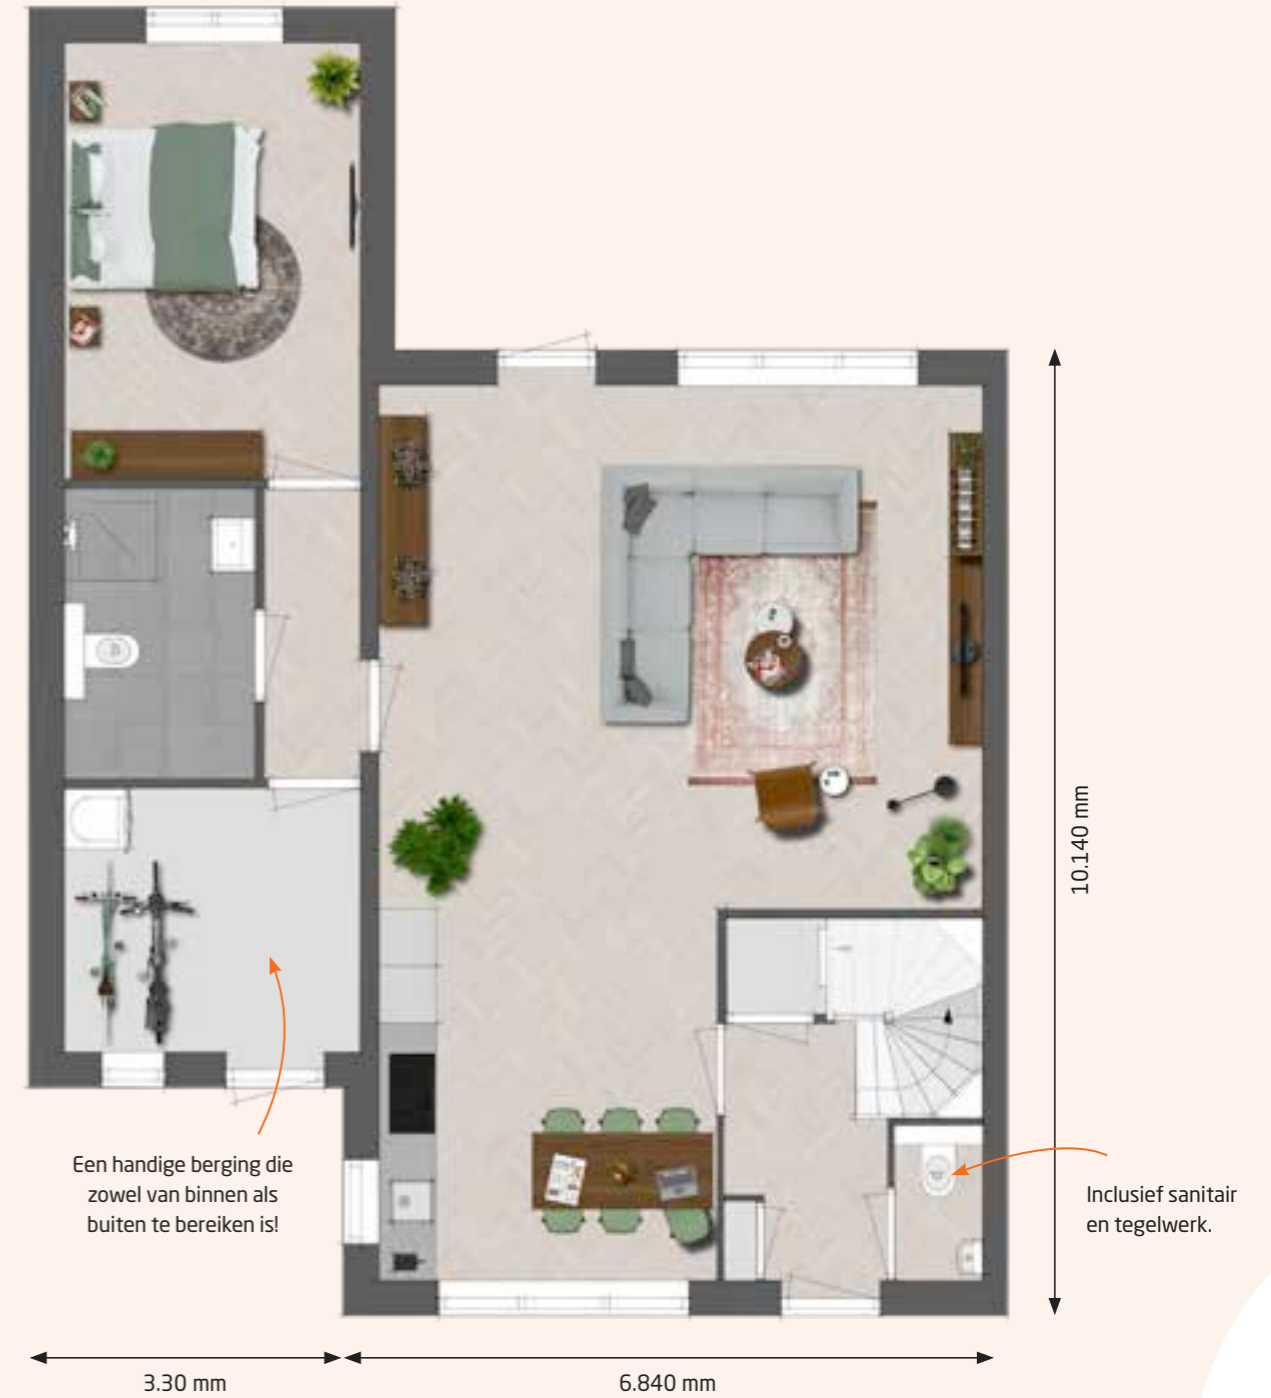 10.140 mm
Een handige berging die
zowel van binnen als
buiten te bereiken is!
Inclusief sanitair
en tegelwerk.
3.30 mm
6.840 mm